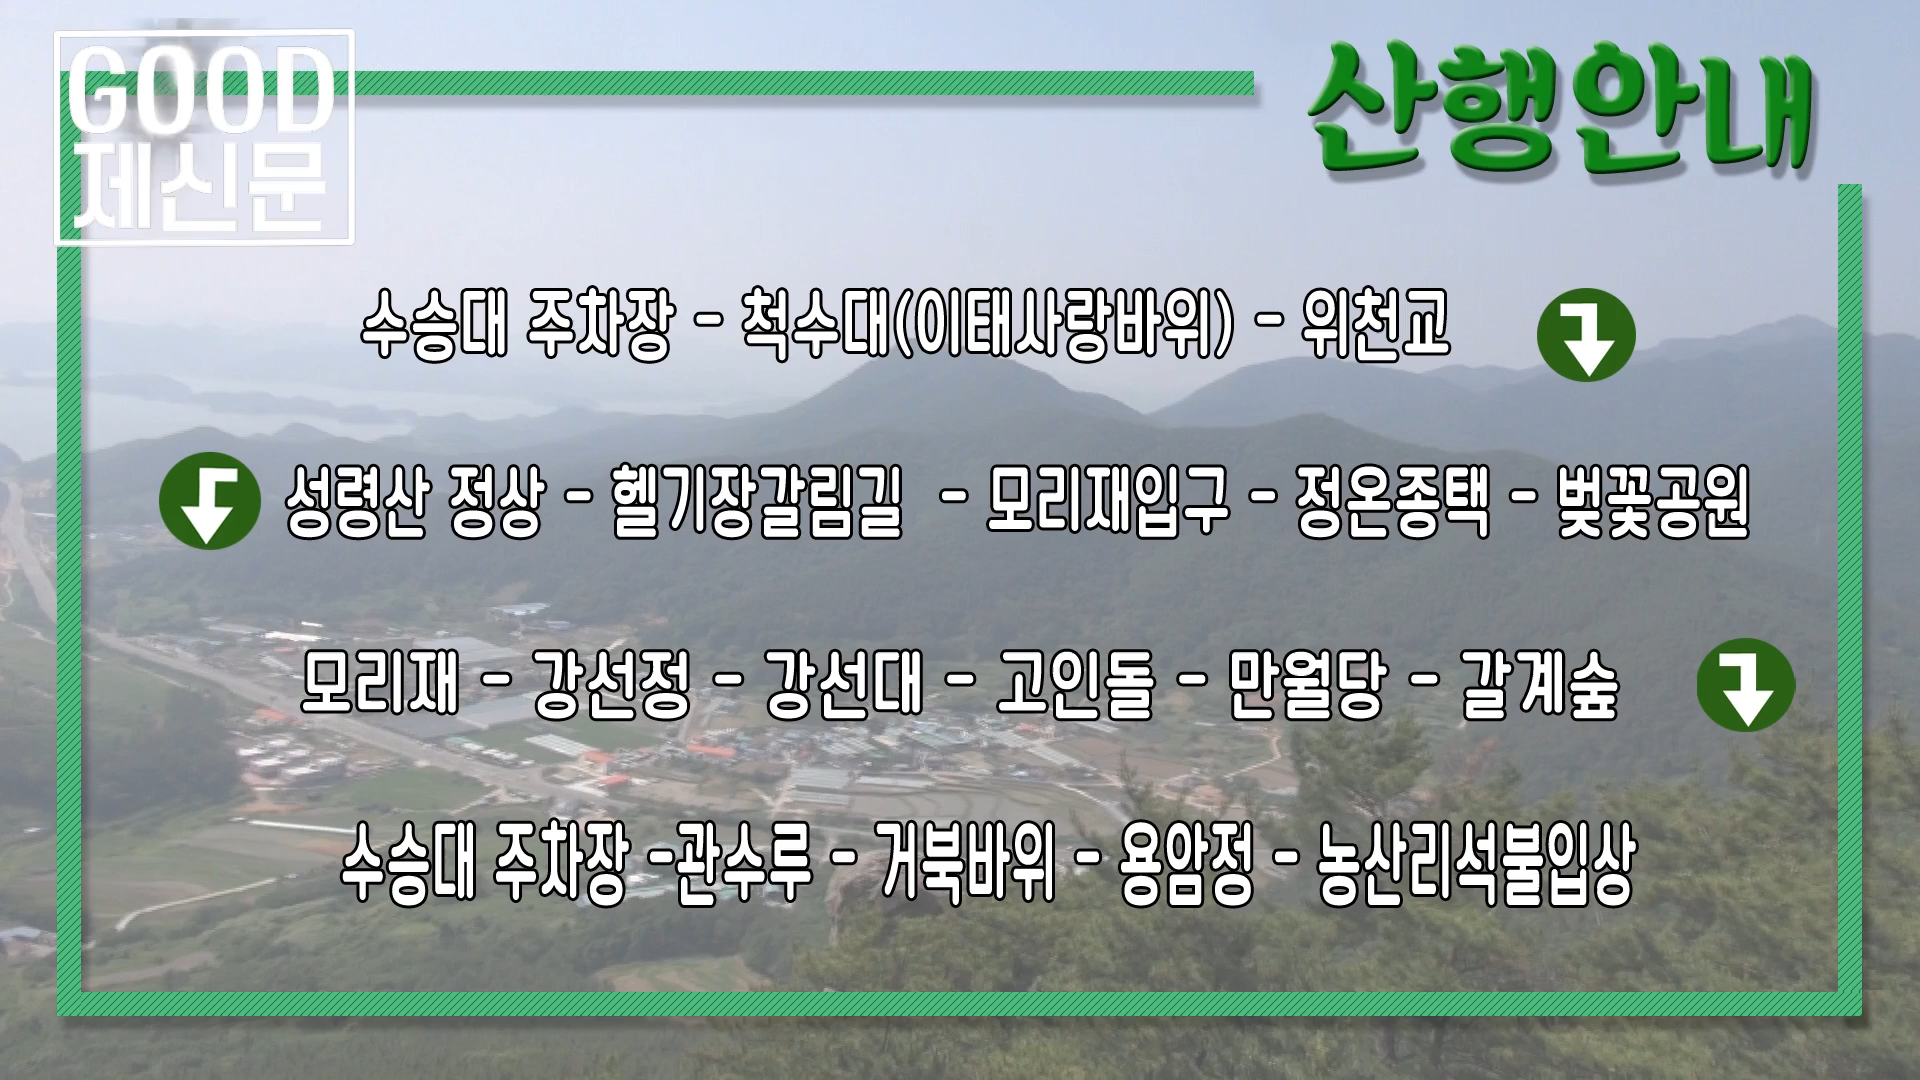 GOOD
제신문
산행안내
수승대 주차장 - 척수대(이태사랑바위) - 위천교
성령산 정상 - 헬기장갈림길 - 모리재입구 - 정온종택 - 벚꽃공원
모리재 - 강선정 - 강선대 - 고인돌 - 만월당 - 갈계숲
수승대 주차장 -관수루 - 거북바위 - 용암정 - 농산리석불입상